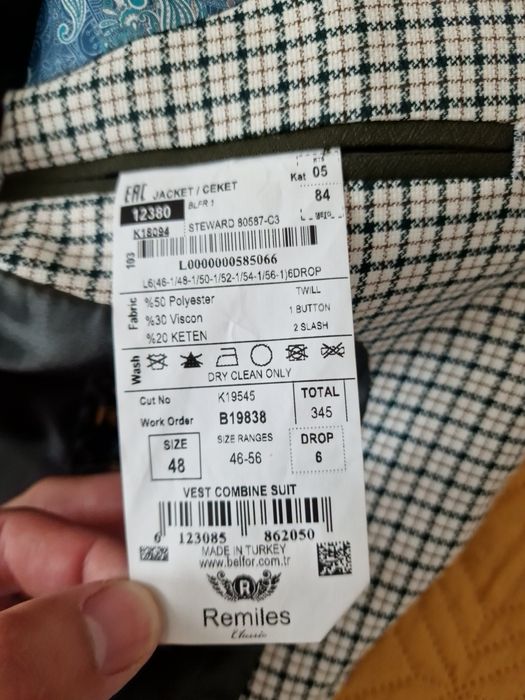 EAC JACKET / CEKET
Kat 05
12380 BLFR 1
84
K18094 STEWARD 80587-C3
103
L0000000585066
L6(46-1/48-1/50-1/52-1/54-1/56-1)6DROP
Fabric
%50 Polyester TWILL
%30 Viscon 1 BUTTON
%20 KETEN 2 SLASH
Wash
DRY CLEAN ONLY
Cut No K19545 TOTAL
Work Order B19838 345
SIZE SIZE RANGES DROP
48 46-56 6
VEST COMBINE SUIT
6 123085 862050
MADE IN TURKEY
www.belfor.com.tr
R
Remiles
Classic